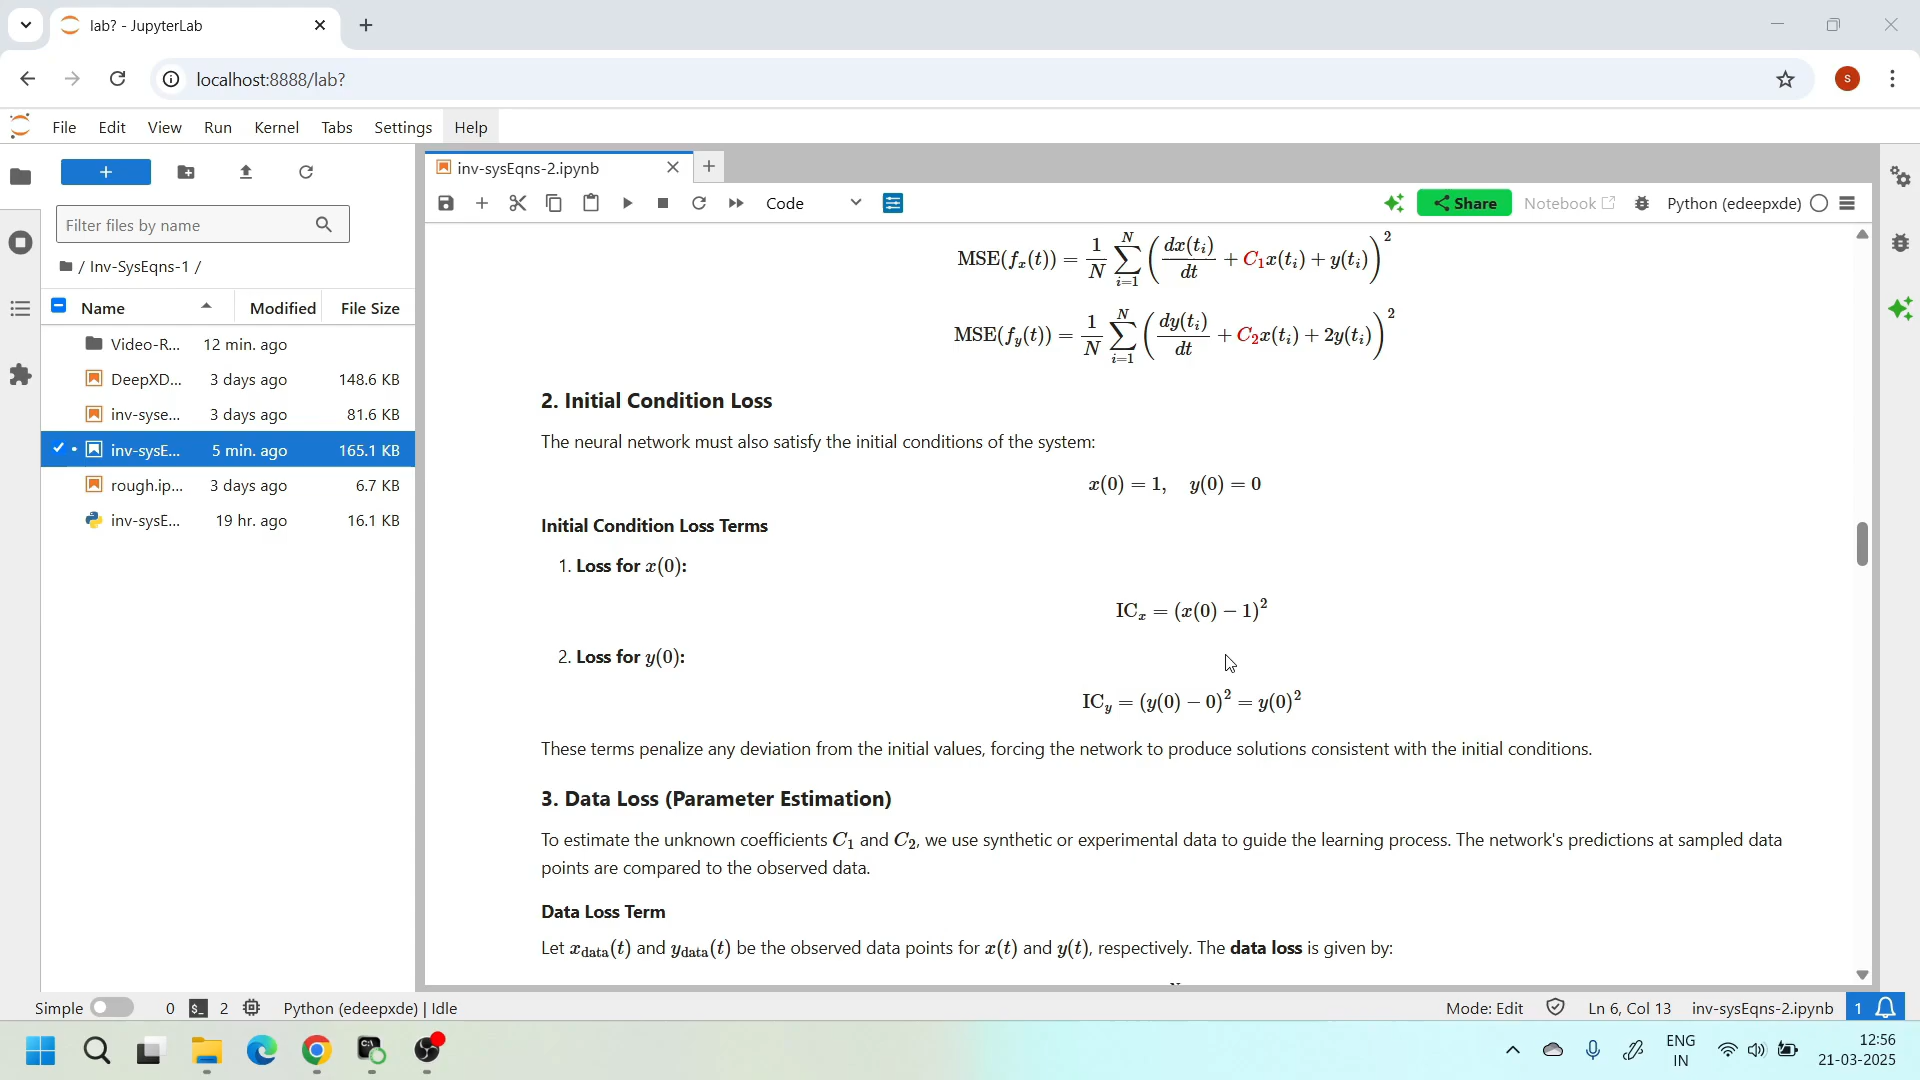 lab? - JupyterLab
localhost:8888/lab?
S
File Edit View Run Kernel Tabs Settings Help
inv-sysEqns-2.ipynb
Filter files by name
/ Inv-SysEqns-1 /
Name Modified File Size
Video-R... 12 min. ago
DeepXD... 3 days ago 148.6 KB
inv-syse... 3 days ago 81.6 KB
inv-sysE... 5 min. ago 165.1 KB
rough.ip... 3 days ago 6.7 KB
inv-sysE... 19 hr. ago 16.1 KB
Code
Share Notebook Python (edeepxde)
MSE(f_x(t)) = 1/N ∑_{i=1}^{N} (dx(t_i)/dt + C₁x(t_i) + y(t_i))²
MSE(f_y(t)) = 1/N ∑_{i=1}^{N} (dy(t_i)/dt + C₂x(t_i) + 2y(t_i))²
2. Initial Condition Loss
The neural network must also satisfy the initial conditions of the system:
x(0) = 1, y(0) = 0
Initial Condition Loss Terms
1. Loss for x(0):
IC_x = (x(0) − 1)²
2. Loss for y(0):
IC_y = (y(0) − 0)² = y(0)²
These terms penalize any deviation from the initial values, forcing the network to produce solutions consistent with the initial conditions.
3. Data Loss (Parameter Estimation)
To estimate the unknown coefficients C₁ and C₂, we use synthetic or experimental data to guide the learning process. The network's predictions at sampled data
points are compared to the observed data.
Data Loss Term
Let x_data(t) and y_data(t) be the observed data points for x(t) and y(t), respectively. The data loss is given by:
Simple 0 2 Python (edeepxde) | Idle
Mode: Edit Ln 6, Col 13 inv-sysEqns-2.ipynb 1
ENG
IN
12:56
21-03-2025